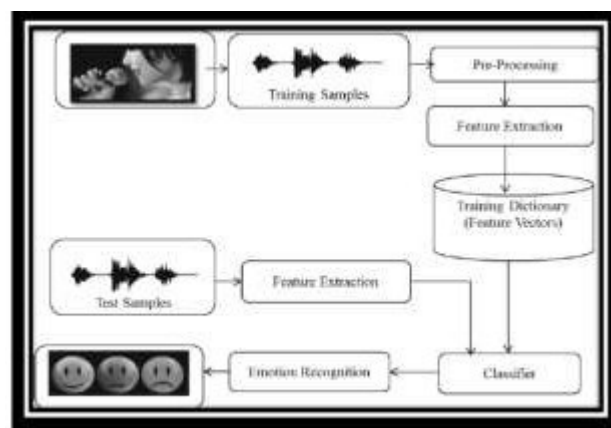 Training Samples
Pre-Processing
Feature Extraction
Training Dictionary
(Feature Vectors)
Test Samples
Feature Extraction
Emotion Recognition
Classifier